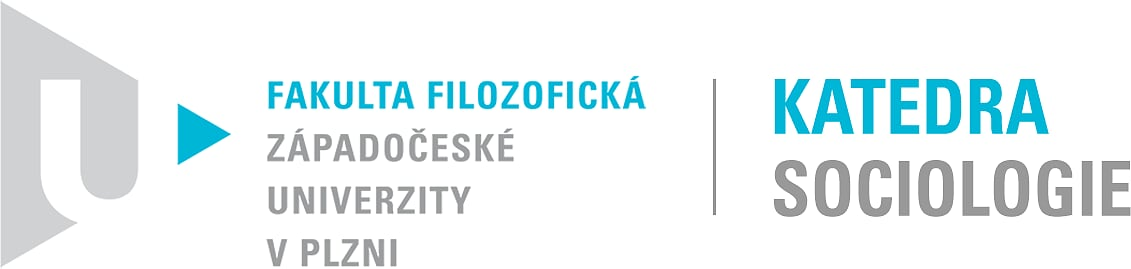 FAKULTA FILOZOFICKÁ
ZÁPADOČESKÉ
UNIVERZITY
V PLZNI
KATEDRA
SOCIOLOGIE